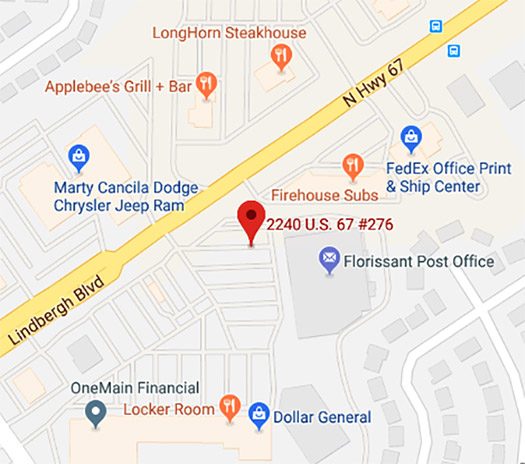 LongHorn Steakhouse
Applebee's Grill + Bar
N Hwy 67
Marty Cancila Dodge
Chrysler Jeep Ram
FedEx Office Print
& Ship Center
Firehouse Subs
2240 U.S. 67 #276
Florissant Post Office
Lindbergh Blvd
OneMain Financial
Locker Room
Dollar General